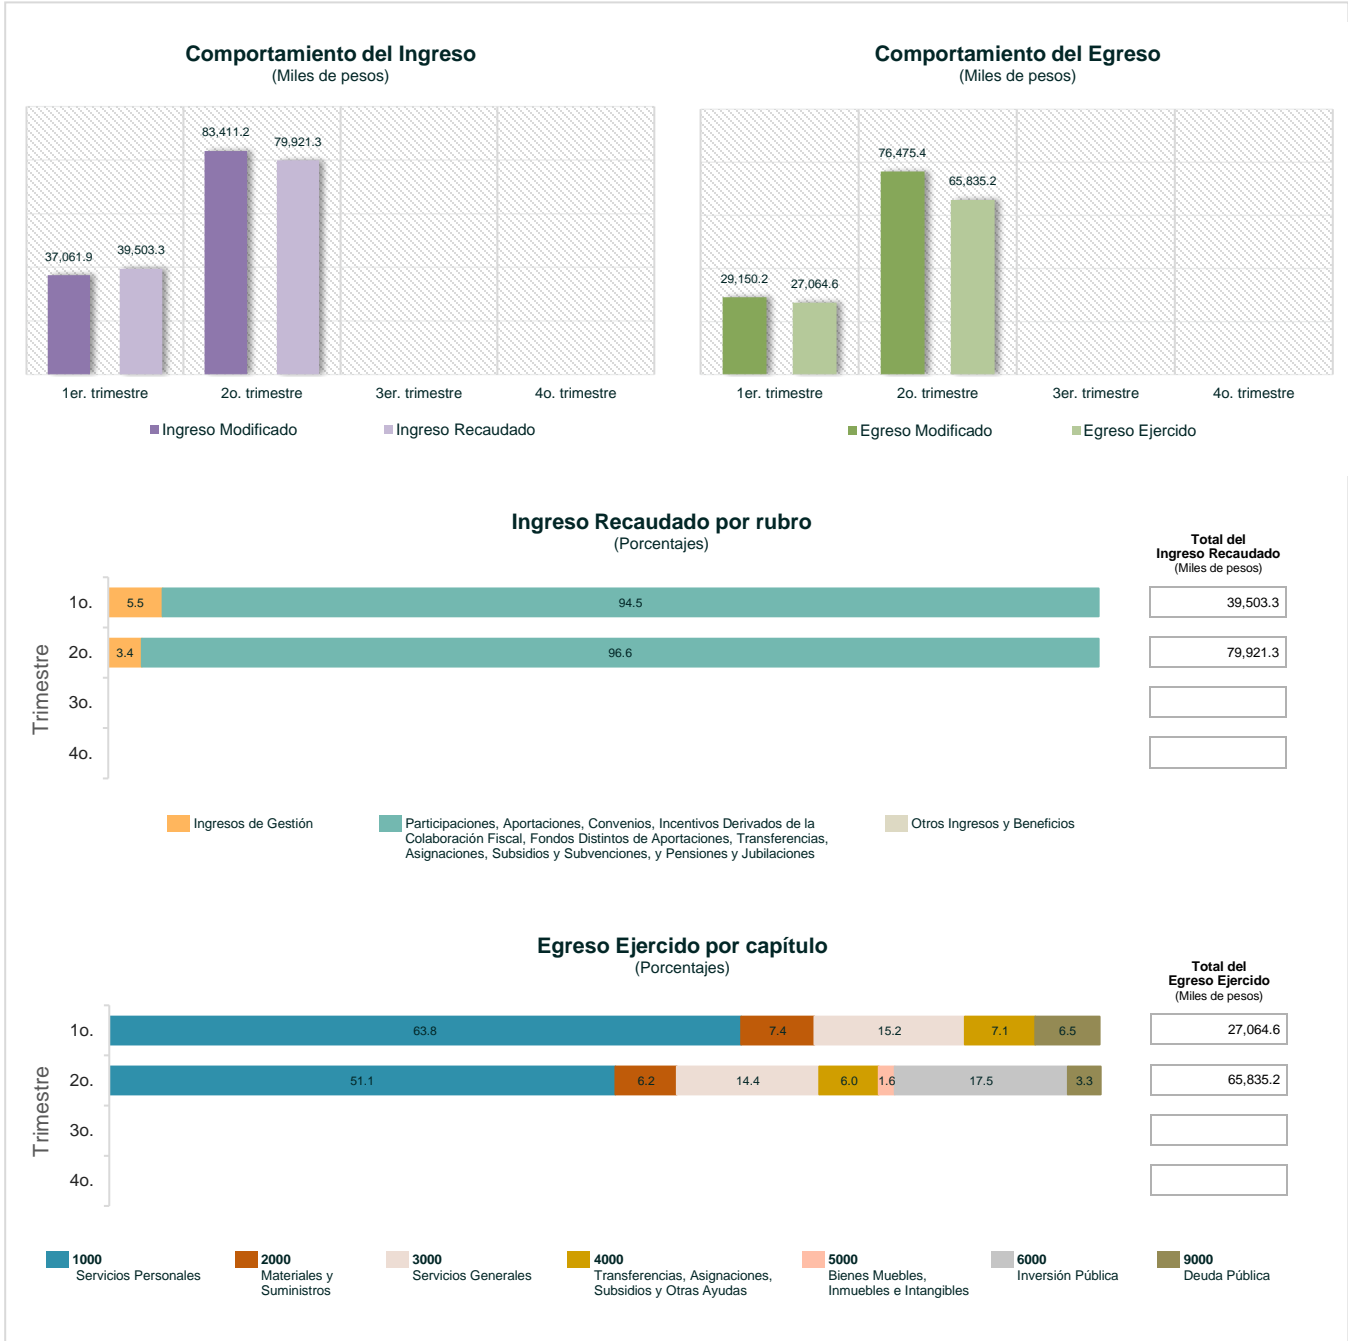 Comportamiento del Ingreso
(Miles de pesos)
83,411.2
79,921.3
37,061.9
39,503.3
1er. trimestre
2o. trimestre
3er. trimestre
4o. trimestre
Ingreso Modificado
Ingreso Recaudado
Comportamiento del Egreso
(Miles de pesos)
76,475.4
65,835.2
29,150.2
27,064.6
1er. trimestre
2o. trimestre
3er. trimestre
4o. trimestre
Egreso Modificado
Egreso Ejercido
Ingreso Recaudado por rubro
(Porcentajes)
Total del
Ingreso Recaudado
(Miles de pesos)
Trimestre
1o.
5.5
94.5
39,503.3
2o.
3.4
96.6
79,921.3
3o.
4o.
Ingresos de Gestión
Participaciones, Aportaciones, Convenios, Incentivos Derivados de la
Colaboración Fiscal, Fondos Distintos de Aportaciones, Transferencias,
Asignaciones, Subsidios y Subvenciones, y Pensiones y Jubilaciones
Otros Ingresos y Beneficios
Egreso Ejercido por capítulo
(Porcentajes)
Total del
Egreso Ejercido
(Miles de pesos)
Trimestre
1o.
63.8
7.4
15.2
7.1
6.5
27,064.6
2o.
51.1
6.2
14.4
6.0
1.6
17.5
3.3
65,835.2
3o.
4o.
1000
Servicios Personales
2000
Materiales y
Suministros
3000
Servicios Generales
4000
Transferencias, Asignaciones,
Subsidios y Otras Ayudas
5000
Bienes Muebles,
Inmuebles e Intangibles
6000
Inversión Pública
9000
Deuda Pública